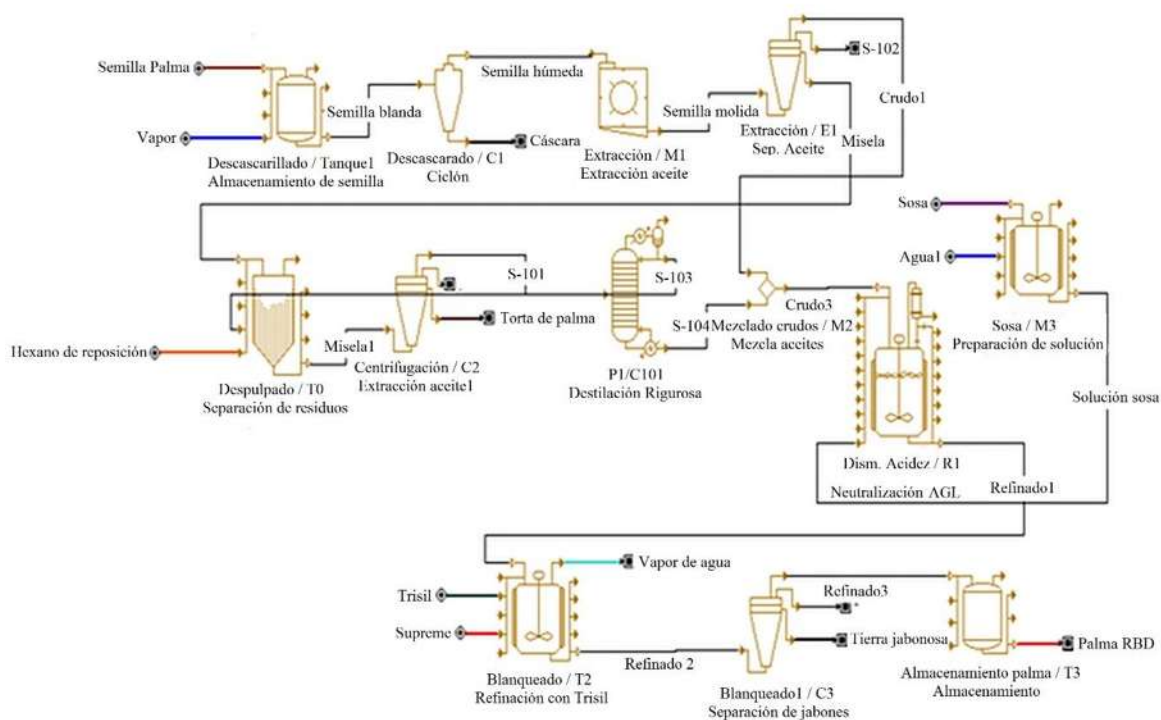 Semilla Palma
Vapor
Descascarillado / Tanque1
Almacenamiento de semilla
Semilla blanda
Semilla húmeda
Descascarado / C1
Ciclón
Cáscara
Extracción / M1
Extracción aceite
Semilla molida
Extracción / E1
Sep. Aceite
S-102
Crudo1
Misela
Sosa
Agua1
Sosa / M3
Preparación de solución
Solución sosa
Hexano de reposición
Despulpado / T0
Separación de residuos
Misela1
S-101
Torta de palma
Centrifugación / C2
Extracción aceite1
S-103
S-104
P1/C101
Destilación Rigurosa
Mezclado crudos / M2
Mezcla aceites
Crudo3
Dism. Acidez / R1
Neutralización AGL
Refinado1
Trisil
Supreme
Vapor de agua
Blanqueado / T2
Refinación con Trisil
Refinado 2
Refinado3
Tierra jabonosa
Blanqueado1 / C3
Separación de jabones
Palma RBD
Almacenamiento palma / T3
Almacenamiento